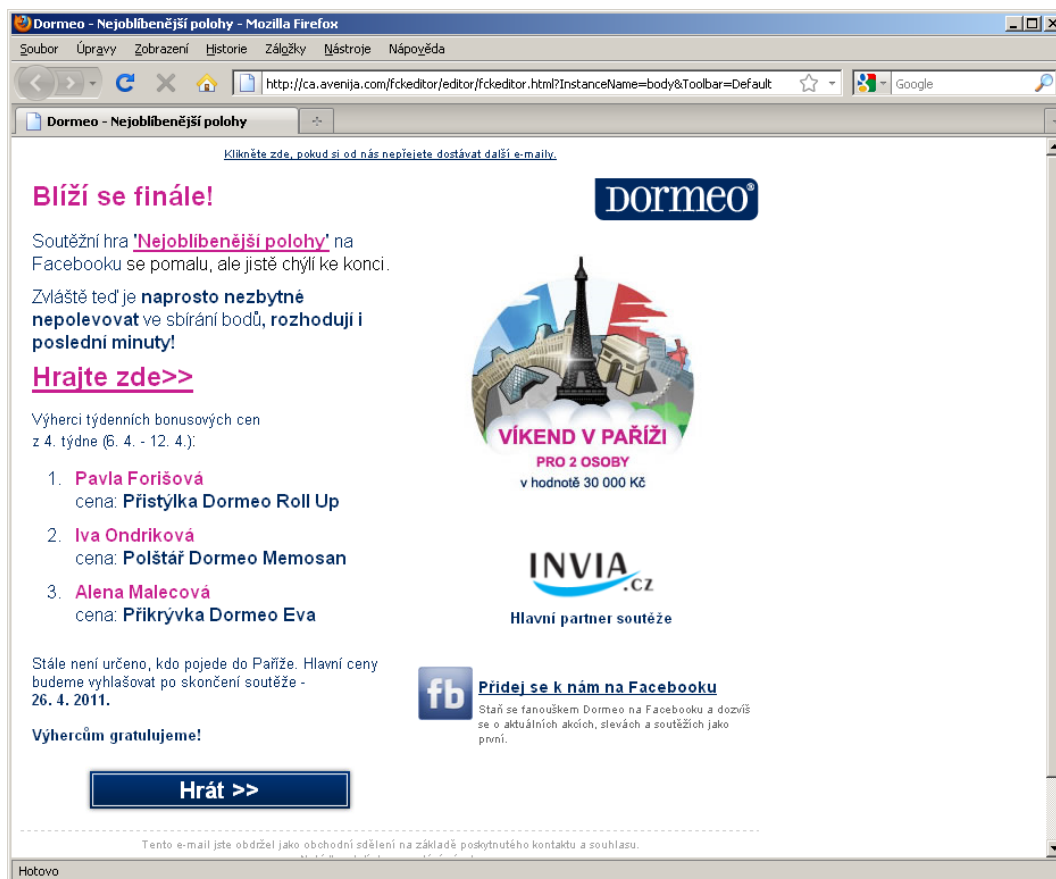 Dormeo - Nejoblíbenější polohy - Mozilla Firefox
Soubor Úpravy Zobrazení Historie Záložky Nástroje Nápověda
http://ca.avenija.com/fckeditor/editor/fckeditor.html?InstanceName=body&Toolbar=Default
Google
Dormeo - Nejoblíbenější polohy
Klikněte zde, pokud si od nás nepřejete dostávat další e-maily.
Blíží se finále!
Soutěžní hra 'Nejoblíbenější polohy' na
Facebooku se pomalu, ale jistě chýlí ke konci.
Zvláště teď je naprosto nezbytné
nepolevovat ve sbírání bodů, rozhodují i
poslední minuty!
Hrajte zde>>
Výherci týdenních bonusových cen
z 4. týdne (6. 4. - 12. 4.):
1. Pavla Forišová
cena: Přistýlka Dormeo Roll Up
2. Iva Ondriková
cena: Polštář Dormeo Memosan
3. Alena Malecová
cena: Přikrývka Dormeo Eva
Stále není určeno, kdo pojede do Paříže. Hlavní ceny
budeme vyhlašovat po skončení soutěže -
26. 4. 2011.
Výhercům gratulujeme!
Hrát >>
DORMEO®
VÍKEND V PAŘÍŽI
PRO 2 OSOBY
v hodnotě 30 000 Kč
INVIA.CZ
Hlavní partner soutěže
fb
Přidej se k nám na Facebooku
Staň se fanouškem Dormeo na Facebooku a dozvíš
se o aktuálních akcích, slevách a soutěžích jako
první.
Tento e-mail jste obdržel jako obchodní sdělení na základě poskytnutého kontaktu a souhlasu.
Hotovo